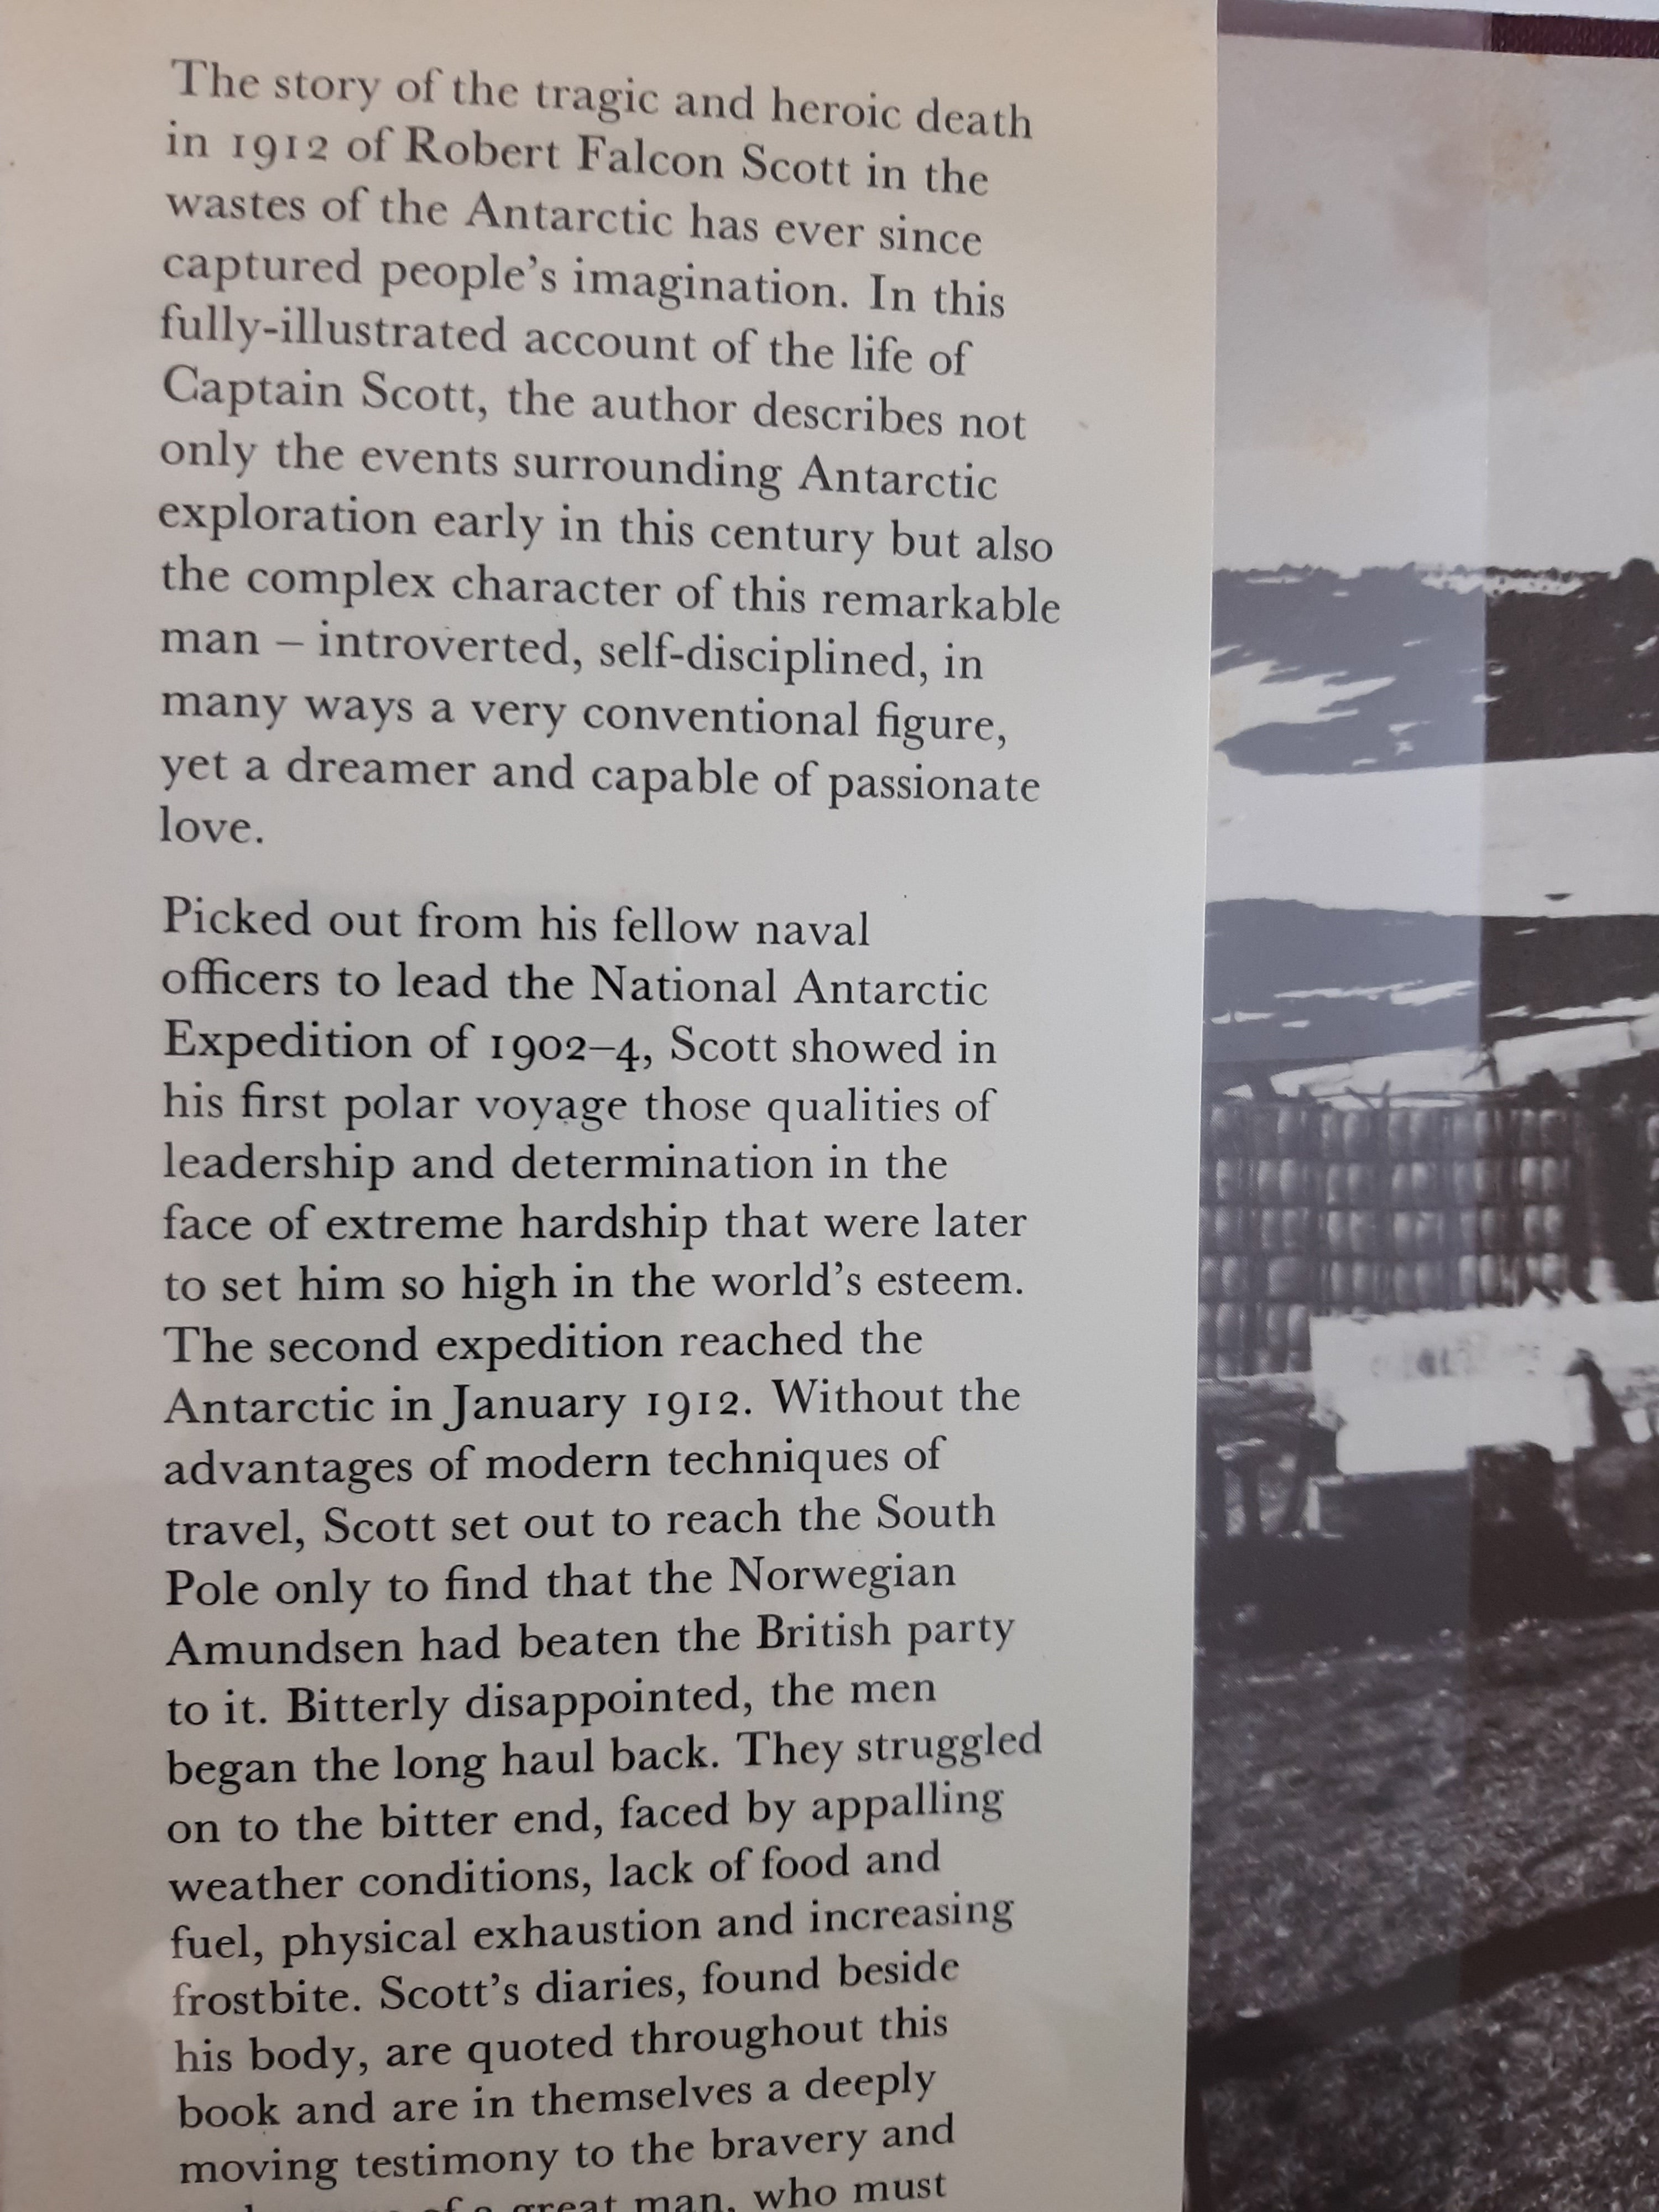 The story of the tragic and heroic death
in 1912 of Robert Falcon Scott in the
wastes of the Antarctic has ever since
captured people's imagination. In this
fully-illustrated account of the life of
Captain Scott, the author describes not
only the events surrounding Antarctic
exploration early in this century but also
the complex character of this remarkable
man – introverted, self-disciplined, in
many ways a very conventional figure,
yet a dreamer and capable of passionate
love.
Picked out from his fellow naval
officers to lead the National Antarctic
Expedition of 1902–4, Scott showed in
his first polar voyage those qualities of
leadership and determination in the
face of extreme hardship that were later
to set him so high in the world's esteem.
The second expedition reached the
Antarctic in January 1912. Without the
advantages of modern techniques of
travel, Scott set out to reach the South
Pole only to find that the Norwegian
Amundsen had beaten the British party
to it. Bitterly disappointed, the men
began the long haul back. They struggled
on to the bitter end, faced by appalling
weather conditions, lack of food and
fuel, physical exhaustion and increasing
frostbite. Scott's diaries, found beside
his body, are quoted throughout this
book and are in themselves a deeply
moving testimony to the bravery and
of a great man, who must